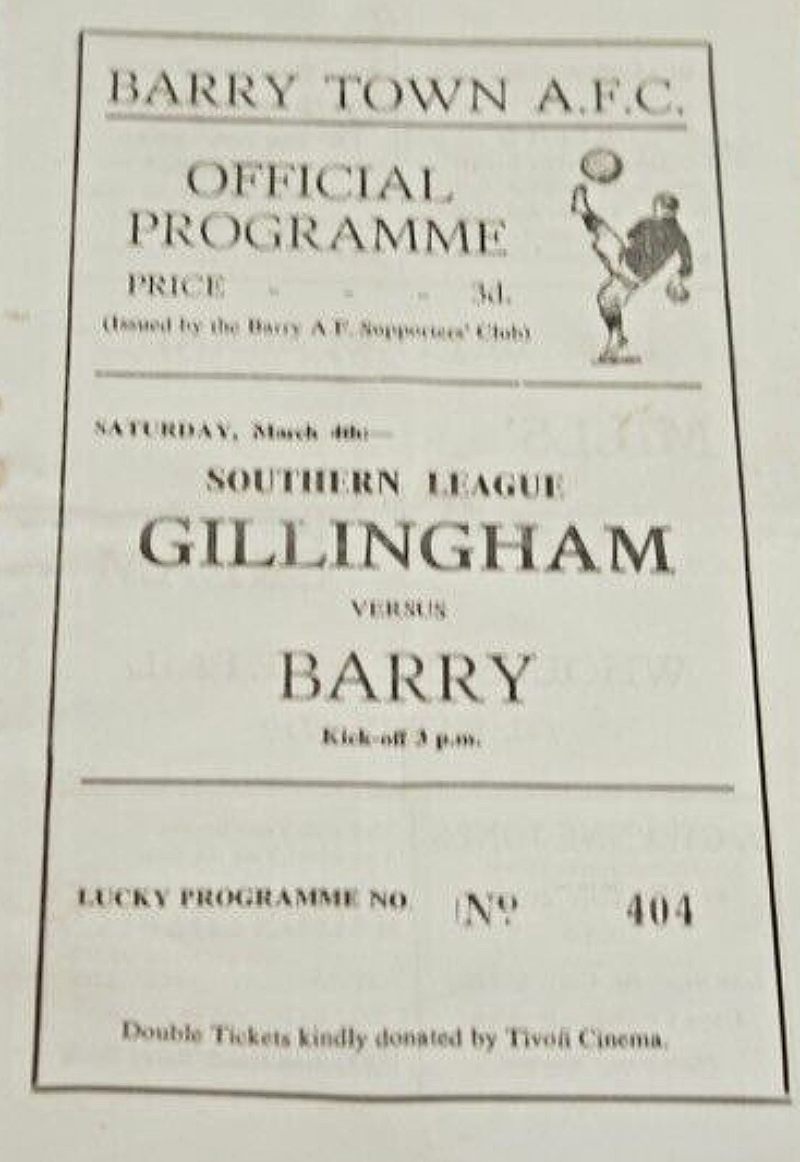 BARRY TOWN A.F.C.
OFFICIAL
PROGRAMME
PRICE - - - 3d.
(Issued by the Barry A.F. Supporters' Club)
SATURDAY, March 4th:—
SOUTHERN LEAGUE
GILLINGHAM
VERSUS
BARRY
Kick-off 3 p.m.
LUCKY PROGRAMME NO. Nº 404
Double Tickets kindly donated by Tivoli Cinema.